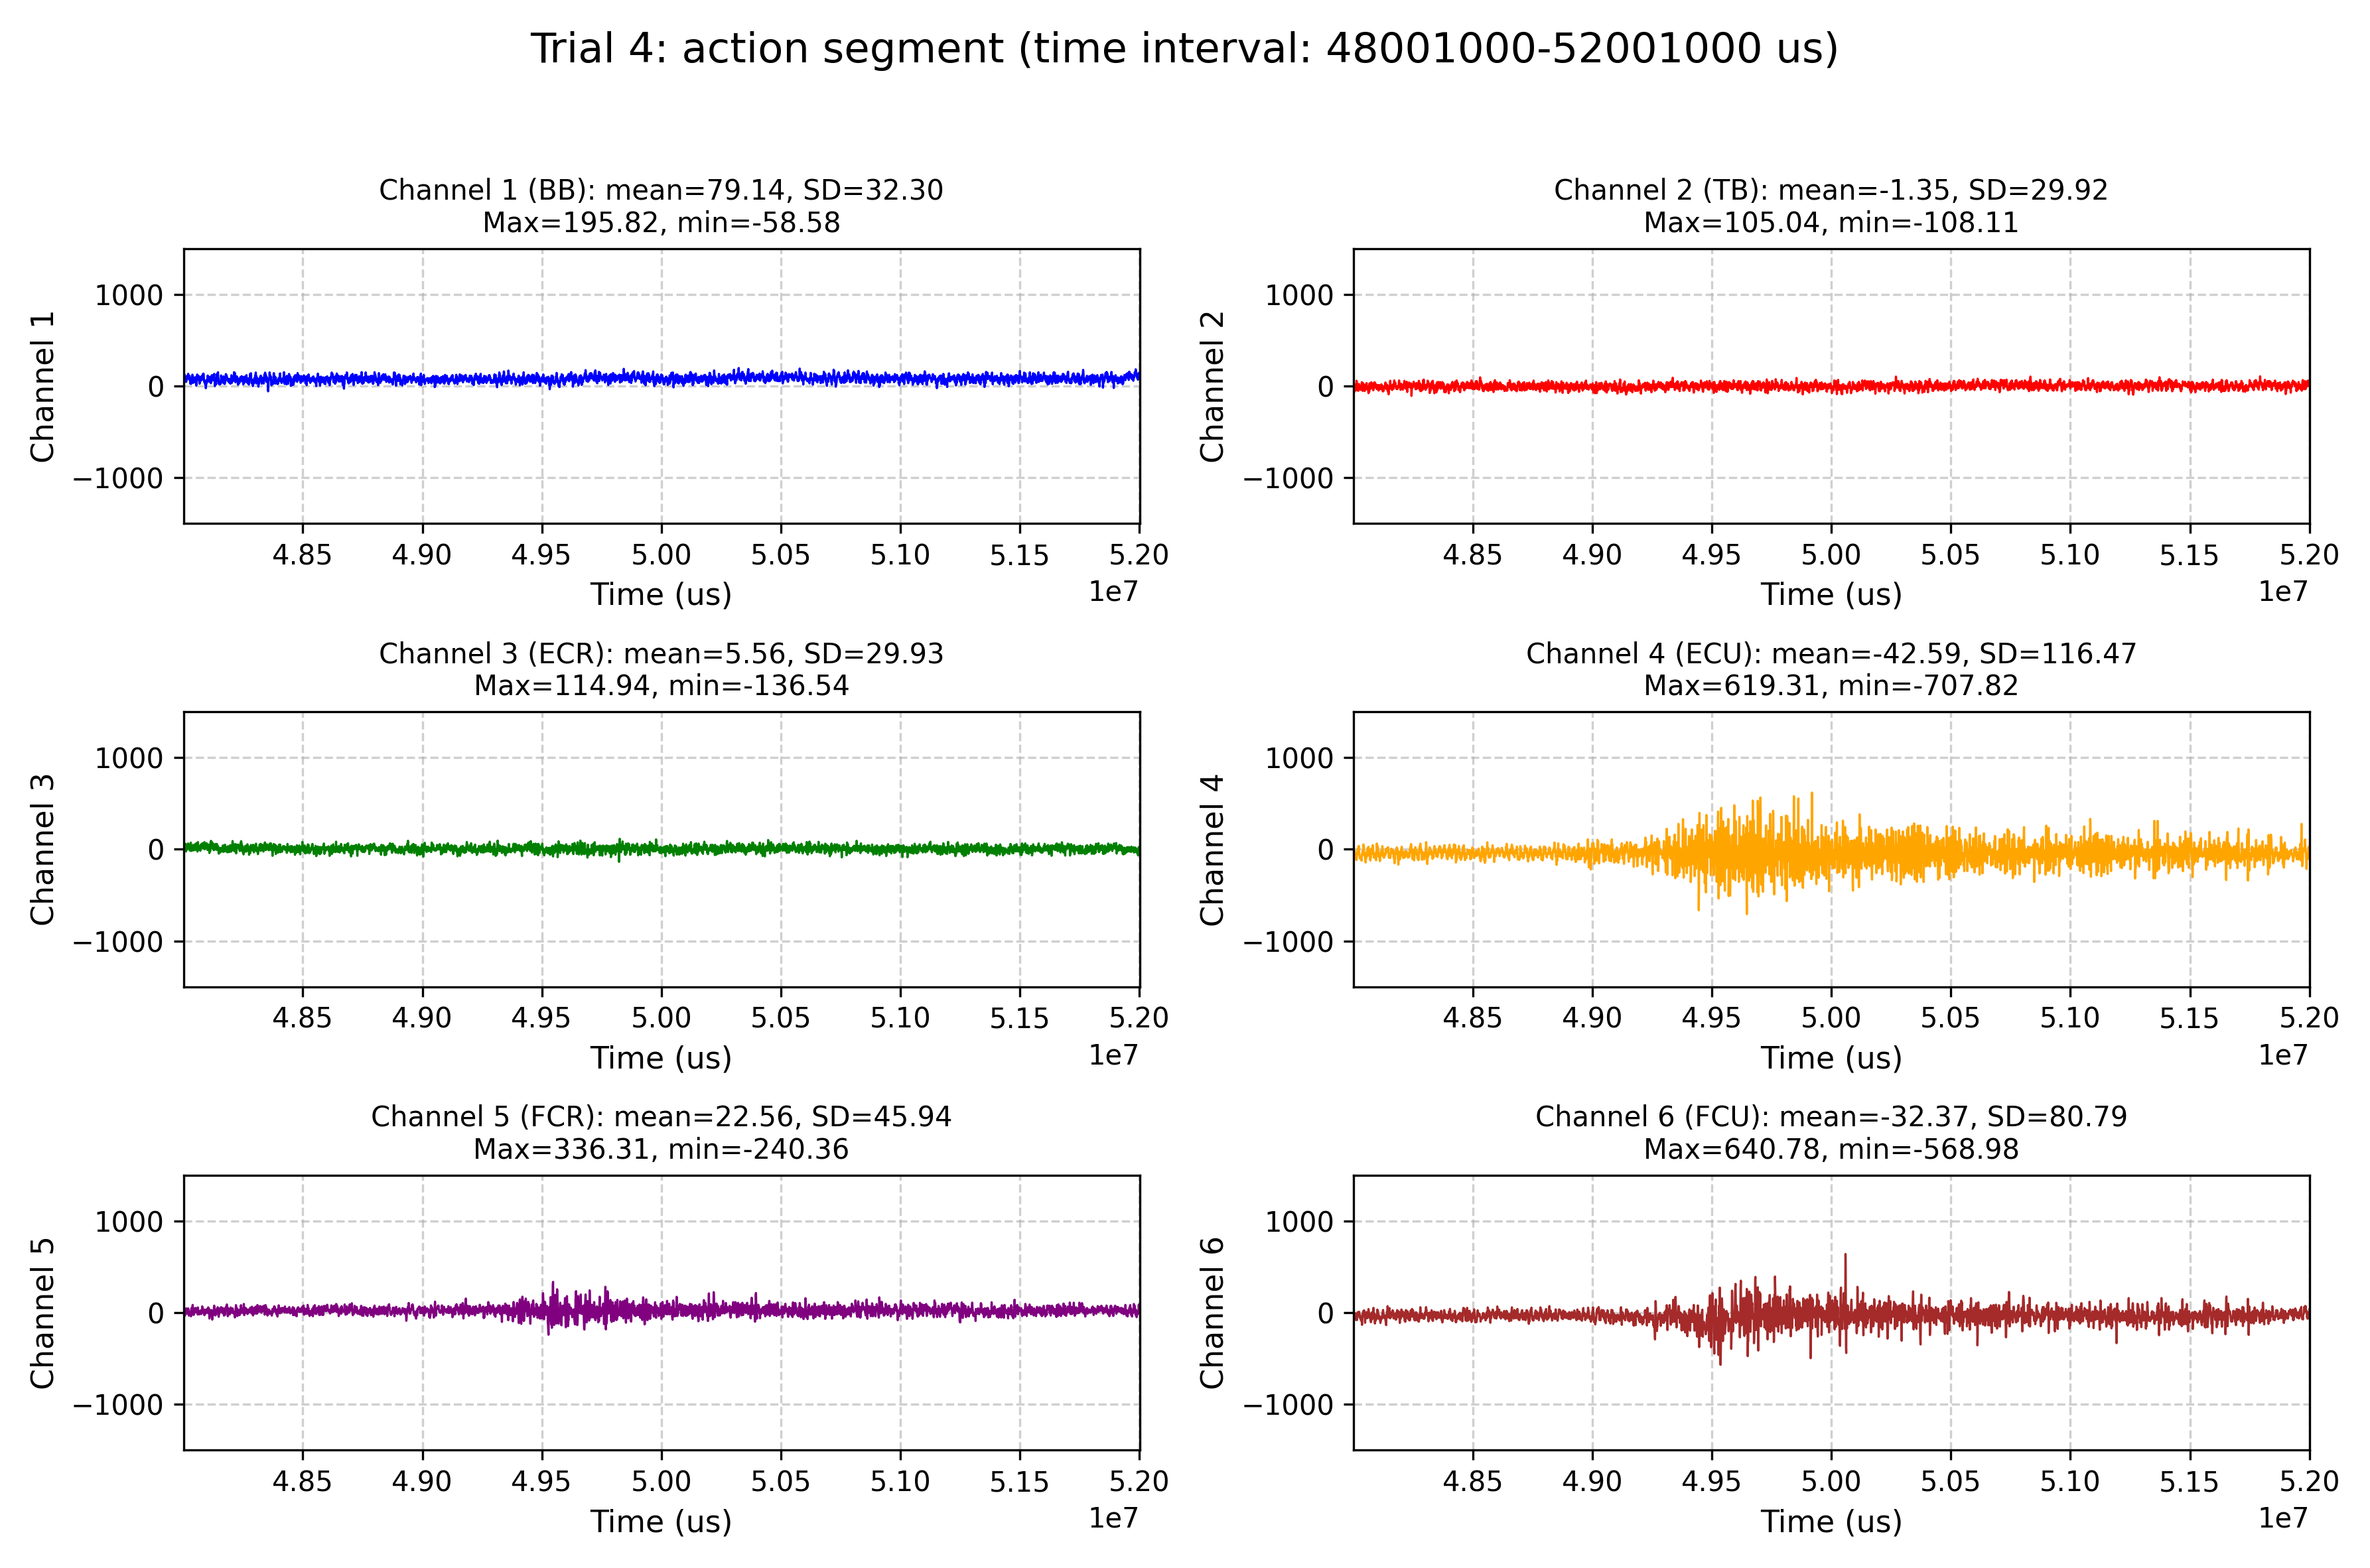 Trial 4: action segment (time interval: 48001000-52001000 us)
Channel 1 (BB): mean=79.14, SD=32.30
Max=195.82, min=-58.58
Channel 1
1000
0
−1000
4.85 4.90 4.95 5.00 5.05 5.10 5.15 5.20
Time (us)
1e7
Channel 2 (TB): mean=-1.35, SD=29.92
Max=105.04, min=-108.11
Channel 2
1000
0
−1000
4.85 4.90 4.95 5.00 5.05 5.10 5.15 5.20
Time (us)
1e7
Channel 3 (ECR): mean=5.56, SD=29.93
Max=114.94, min=-136.54
Channel 3
1000
0
−1000
4.85 4.90 4.95 5.00 5.05 5.10 5.15 5.20
Time (us)
1e7
Channel 4 (ECU): mean=-42.59, SD=116.47
Max=619.31, min=-707.82
Channel 4
1000
0
−1000
4.85 4.90 4.95 5.00 5.05 5.10 5.15 5.20
Time (us)
1e7
Channel 5 (FCR): mean=22.56, SD=45.94
Max=336.31, min=-240.36
Channel 5
1000
0
−1000
4.85 4.90 4.95 5.00 5.05 5.10 5.15 5.20
Time (us)
1e7
Channel 6 (FCU): mean=-32.37, SD=80.79
Max=640.78, min=-568.98
Channel 6
1000
0
−1000
4.85 4.90 4.95 5.00 5.05 5.10 5.15 5.20
Time (us)
1e7